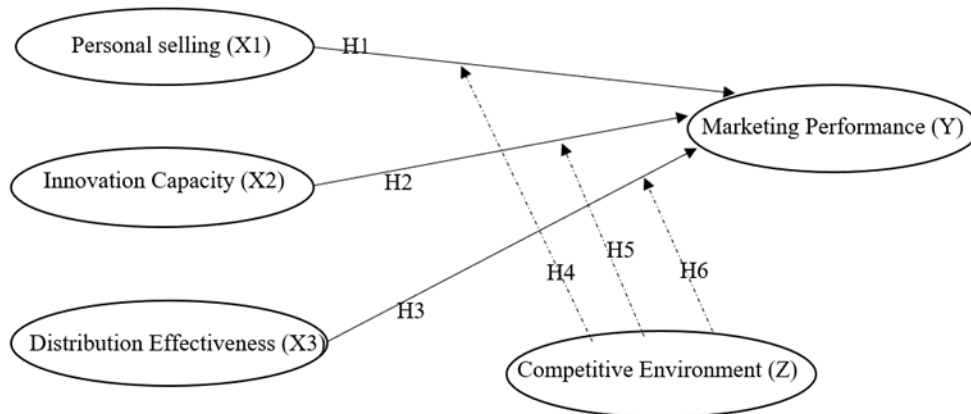 Personal selling (X1)
H1
Marketing Performance (Y)
Innovation Capacity (X2)
H2
H5
H4
H6
H3
Distribution Effectiveness (X3)
Competitive Environment (Z)